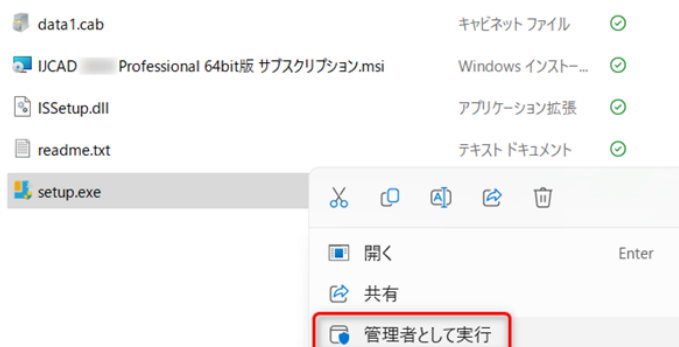 data1.cab キャビネット ファイル
IJCAD Professional 64bit版 サブスクリプション.msi Windows インストー...
ISSetup.dll アプリケーション拡張
readme.txt テキスト ドキュメント
setup.exe
開く Enter
共有
管理者として実行